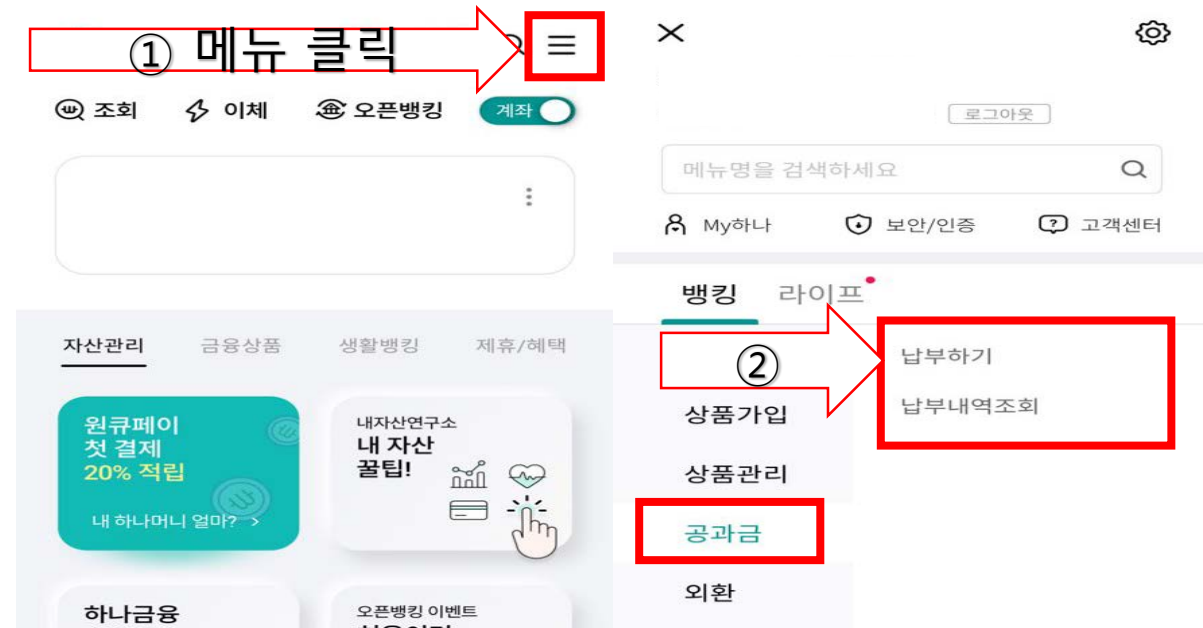 ① 메뉴 클릭
조회
이체
오픈뱅킹
계좌
자산관리
금융상품
생활뱅킹
제휴/혜택
원큐페이
첫 결제
20% 적립
내 하나머니 얼마? >
내자산연구소
내 자산
꿀팁!
하나금융
오픈뱅킹 이벤트
로그아웃
메뉴명을 검색하세요
My하나
보안/인증
고객센터
뱅킹
라이프
②
납부하기
납부내역조회
상품가입
상품관리
공과금
외환